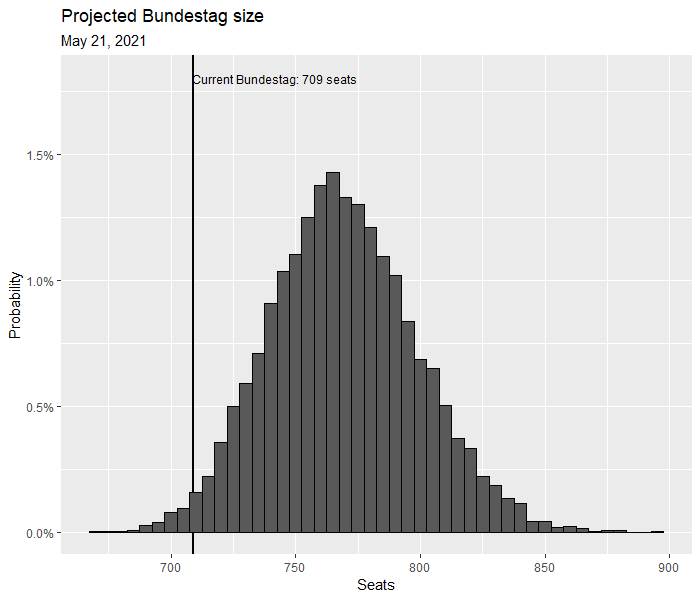 Projected Bundestag size
May 21, 2021
Current Bundestag: 709 seats
1.5%
1.0%
0.5%
0.0%
Probability
700 750 800 850 900
Seats